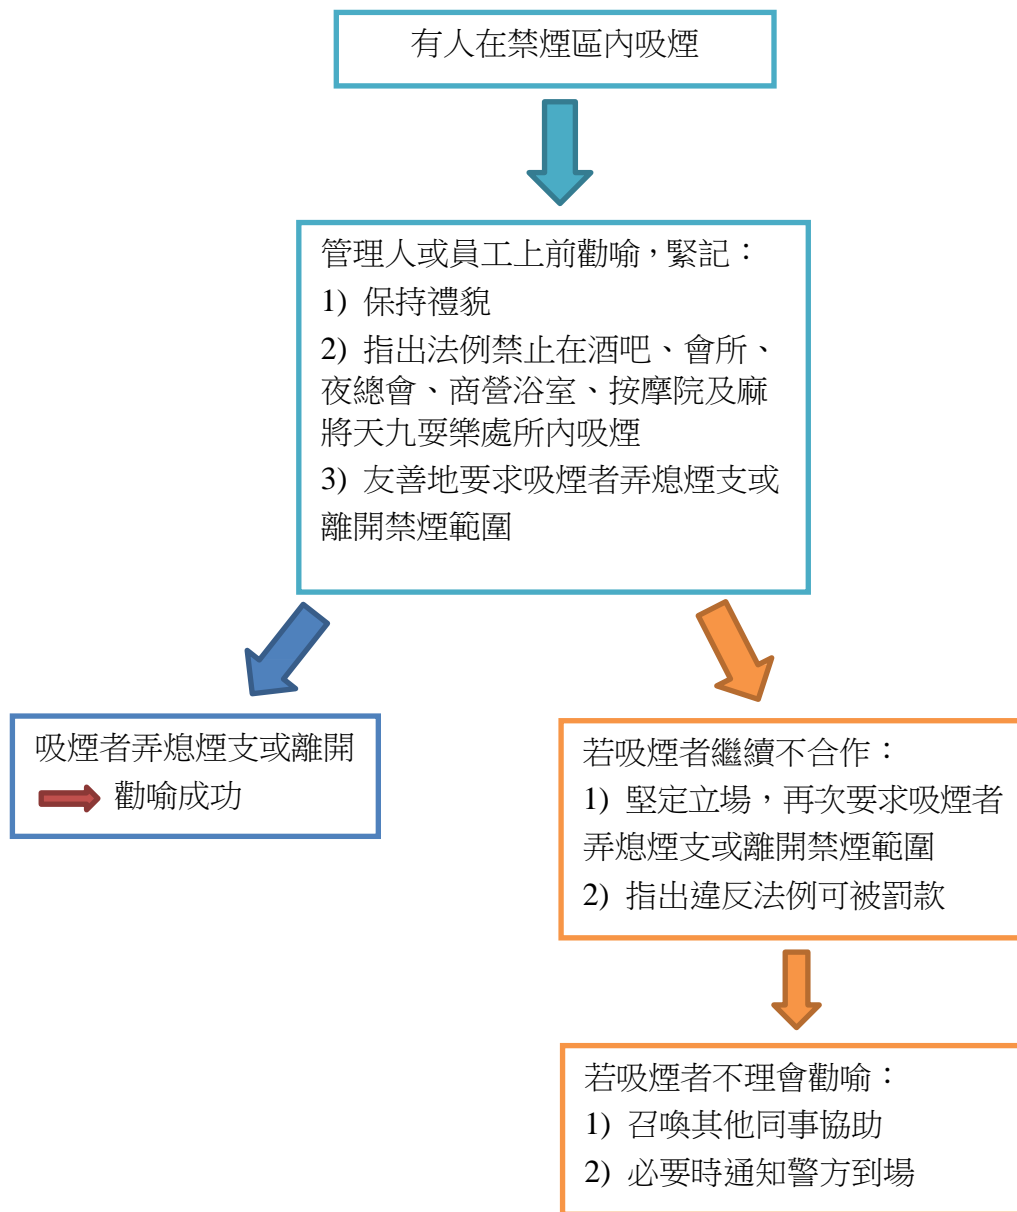 有人在禁煙區內吸煙
管理人或員工上前勸喻，緊記：
1) 保持禮貌
2) 指出法例禁止在酒吧、會所、
夜總會、商營浴室、按摩院及麻
將天九耍樂處所內吸煙
3) 友善地要求吸煙者弄熄煙支或
離開禁煙範圍
吸煙者弄熄煙支或離開
勸喻成功
若吸煙者繼續不合作：
1) 堅定立場，再次要求吸煙者
弄熄煙支或離開禁煙範圍
2) 指出違反法例可被罰款
若吸煙者不理會勸喻：
1) 召喚其他同事協助
2) 必要時通知警方到場